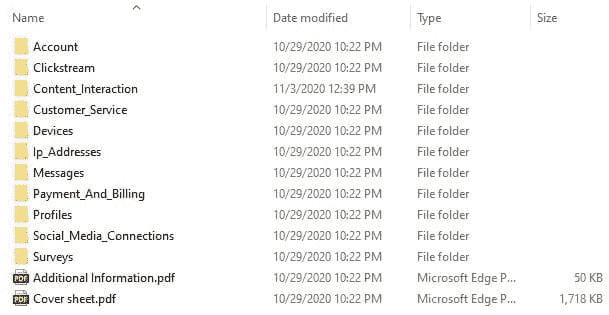 Name Date modified Type Size
Account 10/29/2020 10:22 PM File folder
Clickstream 10/29/2020 10:22 PM File folder
Content_Interaction 11/3/2020 12:39 PM File folder
Customer_Service 10/29/2020 10:22 PM File folder
Devices 10/29/2020 10:22 PM File folder
Ip_Addresses 10/29/2020 10:22 PM File folder
Messages 10/29/2020 10:22 PM File folder
Payment_And_Billing 10/29/2020 10:22 PM File folder
Profiles 10/29/2020 10:22 PM File folder
Social_Media_Connections 10/29/2020 10:22 PM File folder
Surveys 10/29/2020 10:22 PM File folder
PDF Additional Information.pdf 10/29/2020 10:22 PM Microsoft Edge P... 50 KB
PDF Cover sheet.pdf 10/29/2020 10:22 PM Microsoft Edge P... 1,718 KB